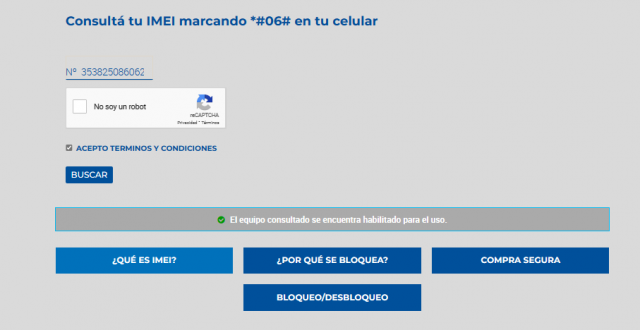 Consultá tu IMEI marcando *#06# en tu celular
Nº 353825086062
No soy un robot
reCAPTCHA
Privacidad - Términos
ACEPTO TERMINOS Y CONDICIONES
BUSCAR
El equipo consultado se encuentra habilitado para el uso.
¿QUÉ ES IMEI?
¿POR QUÉ SE BLOQUEA?
COMPRA SEGURA
BLOQUEO/DESBLOQUEO